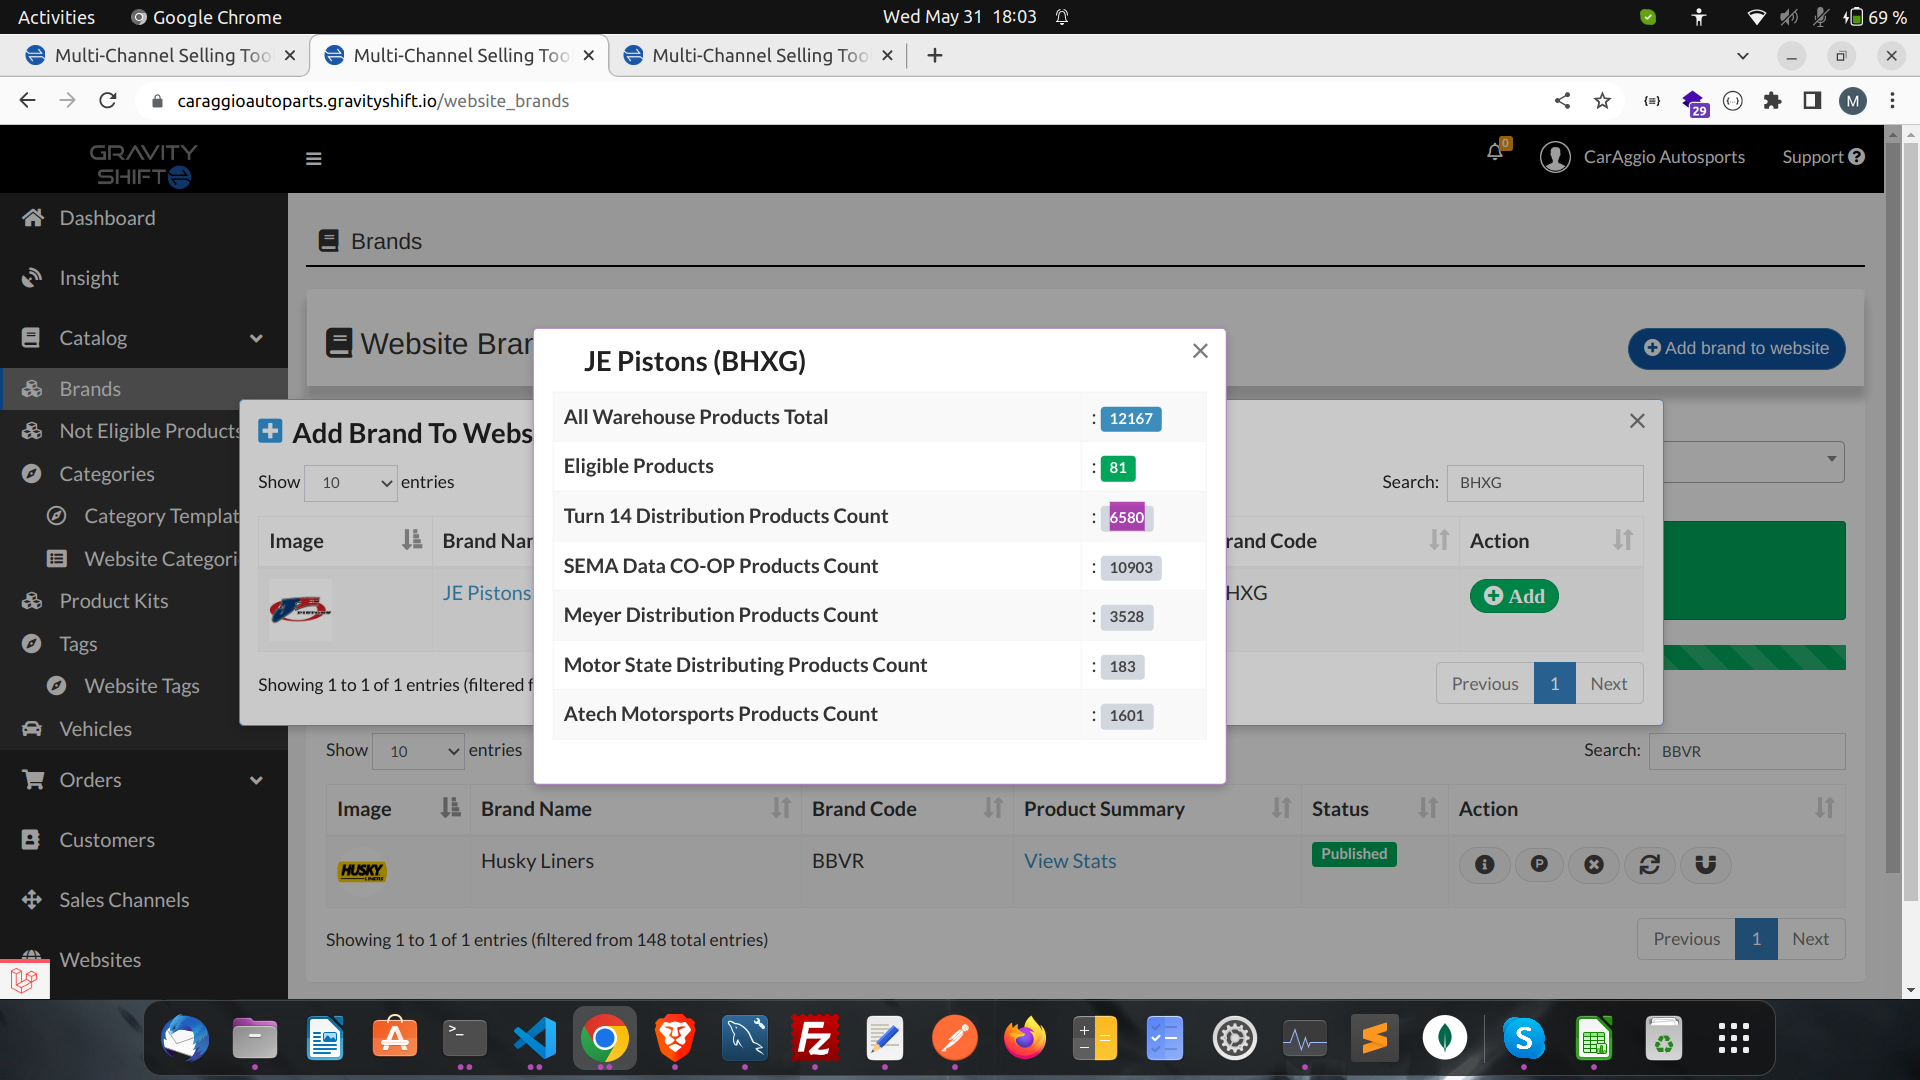 Activities
Google Chrome
Wed May 31 18:03
69 %
Multi-Channel Selling Too
Multi-Channel Selling Too
Multi-Channel Selling Too
caraggioautoparts.gravityshift.io/website_brands
29
M
GRAVITY
SHIFT
0
CarAggio Autosports
Support
Dashboard
Insight
Catalog
Brands
Not Eligible Products
Categories
Category Templat
Website Categori
Product Kits
Tags
Website Tags
Vehicles
Orders
Customers
Sales Channels
Websites
Brands
Website Bran
Add brand to website
Add Brand To Webs
Show 10 entries
Search: BHXG
Image
Brand Nan
rand Code
Action
JE Pistons
HXG
Add
Showing 1 to 1 of 1 entries (filtered f
Previous 1 Next
JE Pistons (BHXG)
All Warehouse Products Total : 12167
Eligible Products : 81
Turn 14 Distribution Products Count : 6580
SEMA Data CO-OP Products Count : 10903
Meyer Distribution Products Count : 3528
Motor State Distributing Products Count : 183
Atech Motorsports Products Count : 1601
Show 10 entries
Search: BBVR
Image Brand Name Brand Code Product Summary Status Action
HUSKY
LINERS
Husky Liners BBVR View Stats Published
P
Showing 1 to 1 of 1 entries (filtered from 148 total entries)
Previous 1 Next